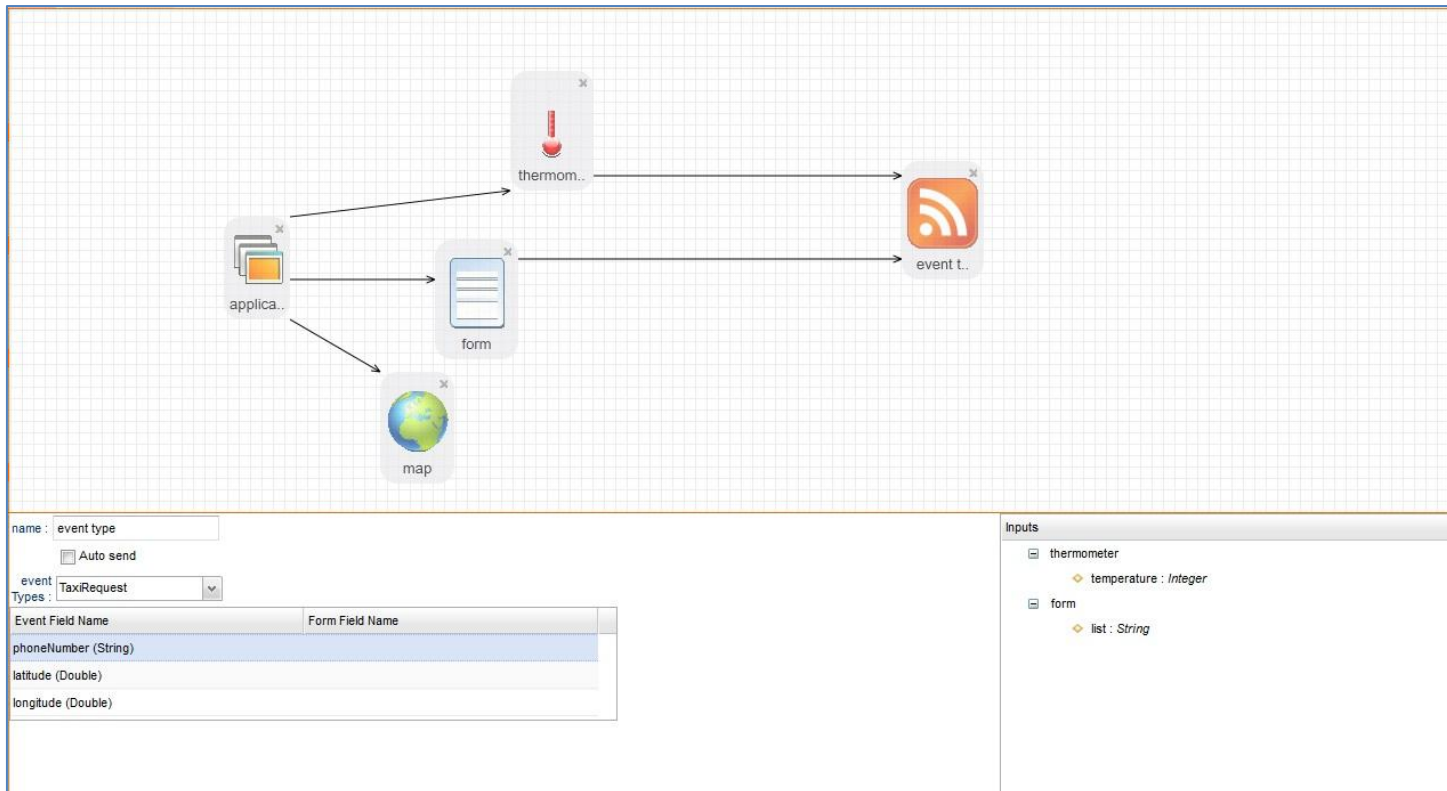 thermom..
event t..
applica..
form
map
name :
event type
Auto send
event
Types :
TaxiRequest
Event Field Name
Form Field Name
phoneNumber (String)
latitude (Double)
longitude (Double)
Inputs
thermometer
temperature : Integer
form
list : String